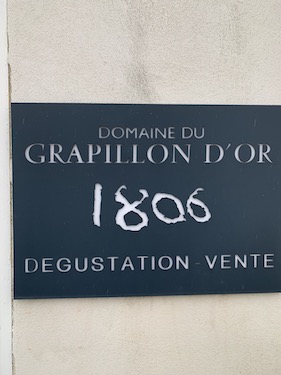 DOMAINE DU
GRAPILLON D'OR
1806
DEGUSTATION - VENTE